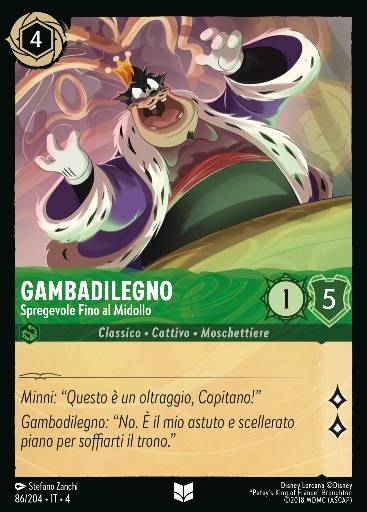 4
GAMBADILEGNO
Spregevole Fino al Midollo
1
5
Classico • Cattivo • Moschettiere
Minni: “Questo è un oltraggio, Capitano!”
Gambadilegno: “No. È il mio astuto e scellerato
piano per soffiarti il trono.”
Stefano Zanchi
86/204 • IT • 4
Disney Lorcana ©Disney
"Petey's King of France" Broughton
©2018 WDMC (ASCAP)